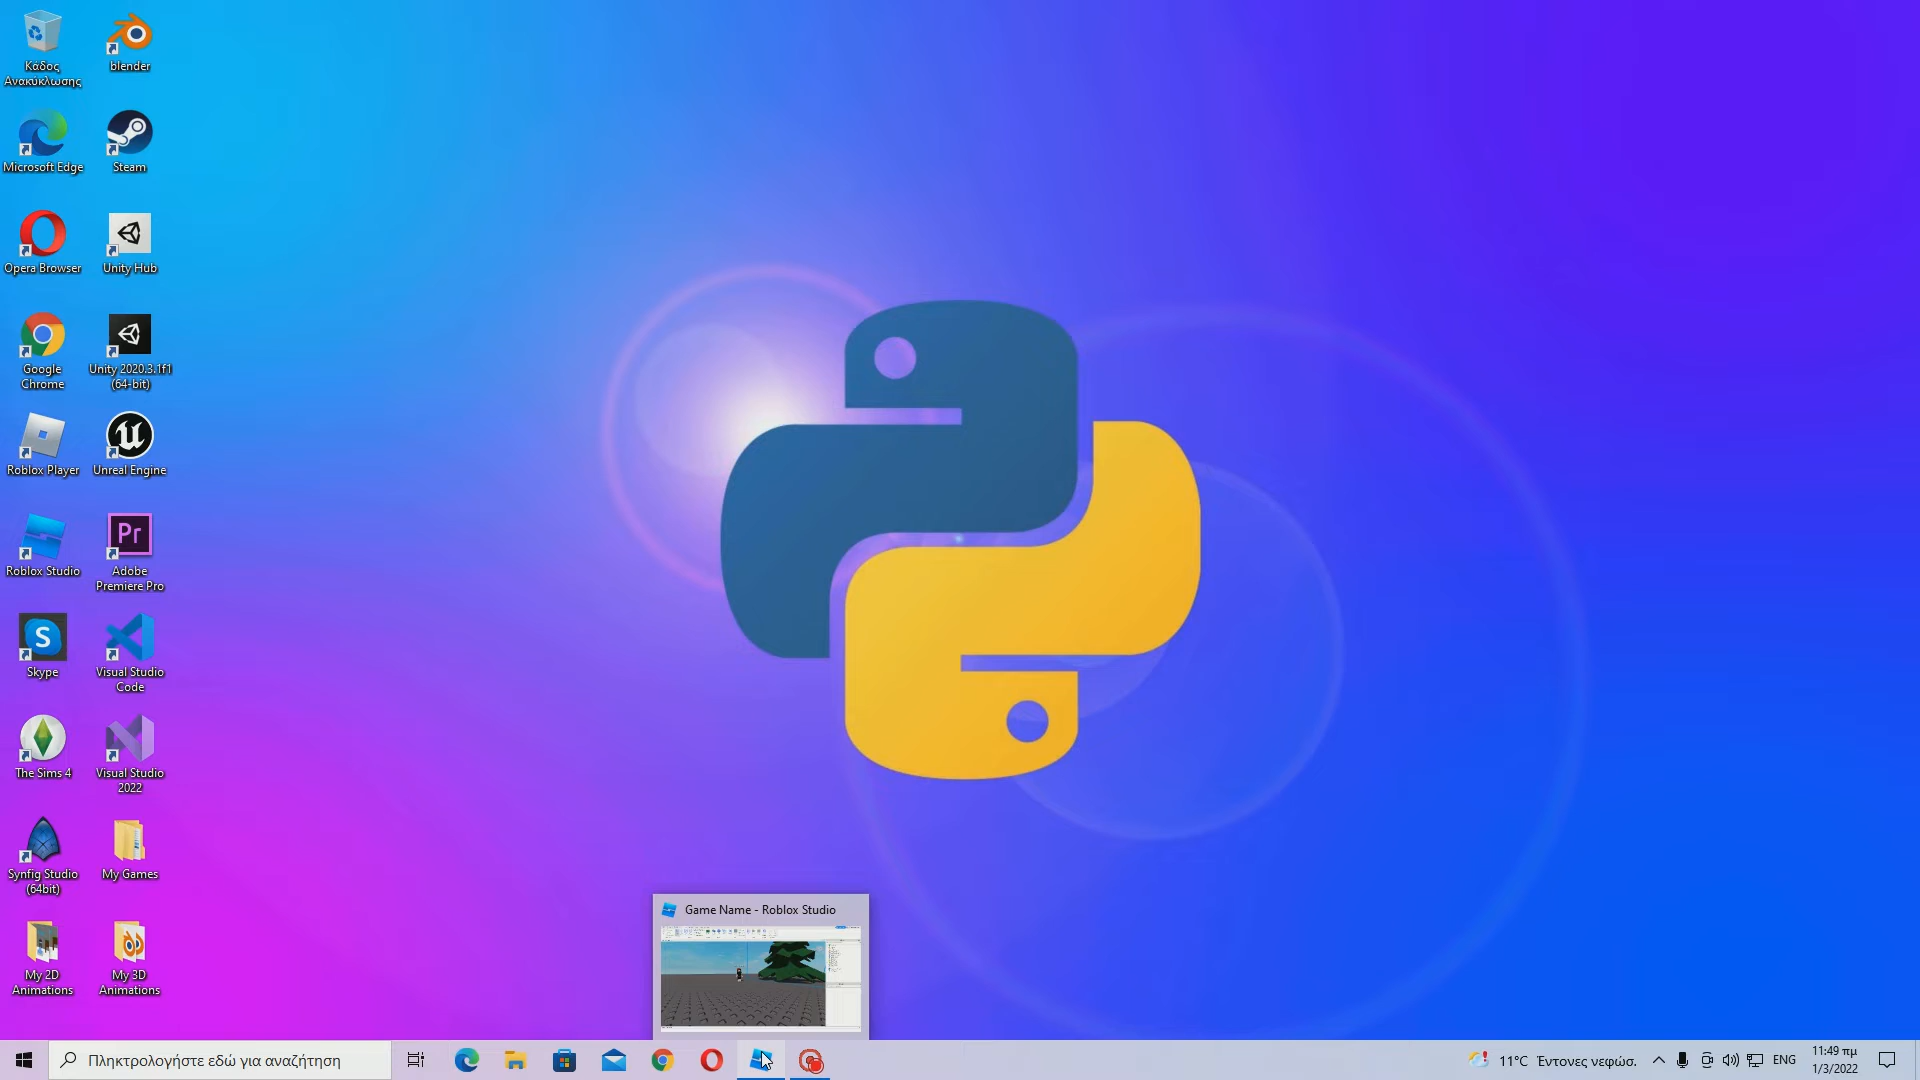 Κάδος
Ανακύκλωσης
blender
Microsoft Edge
Steam
Opera Browser
Unity Hub
Google
Chrome
Unity 2020.3.1f1
(64-bit)
Roblox Player
Unreal Engine
Roblox Studio
Pr
Adobe
Premiere Pro
S
Skype
Visual Studio
Code
The Sims 4
Visual Studio
2022
Synfig Studio
(64bit)
My Games
My 2D
Animations
My 3D
Animations
Game Name - Roblox Studio
Πληκτρολογήστε εδώ για αναζήτηση
11°C Έντονες νεφώσ.
ENG
11:49 πμ
1/3/2022